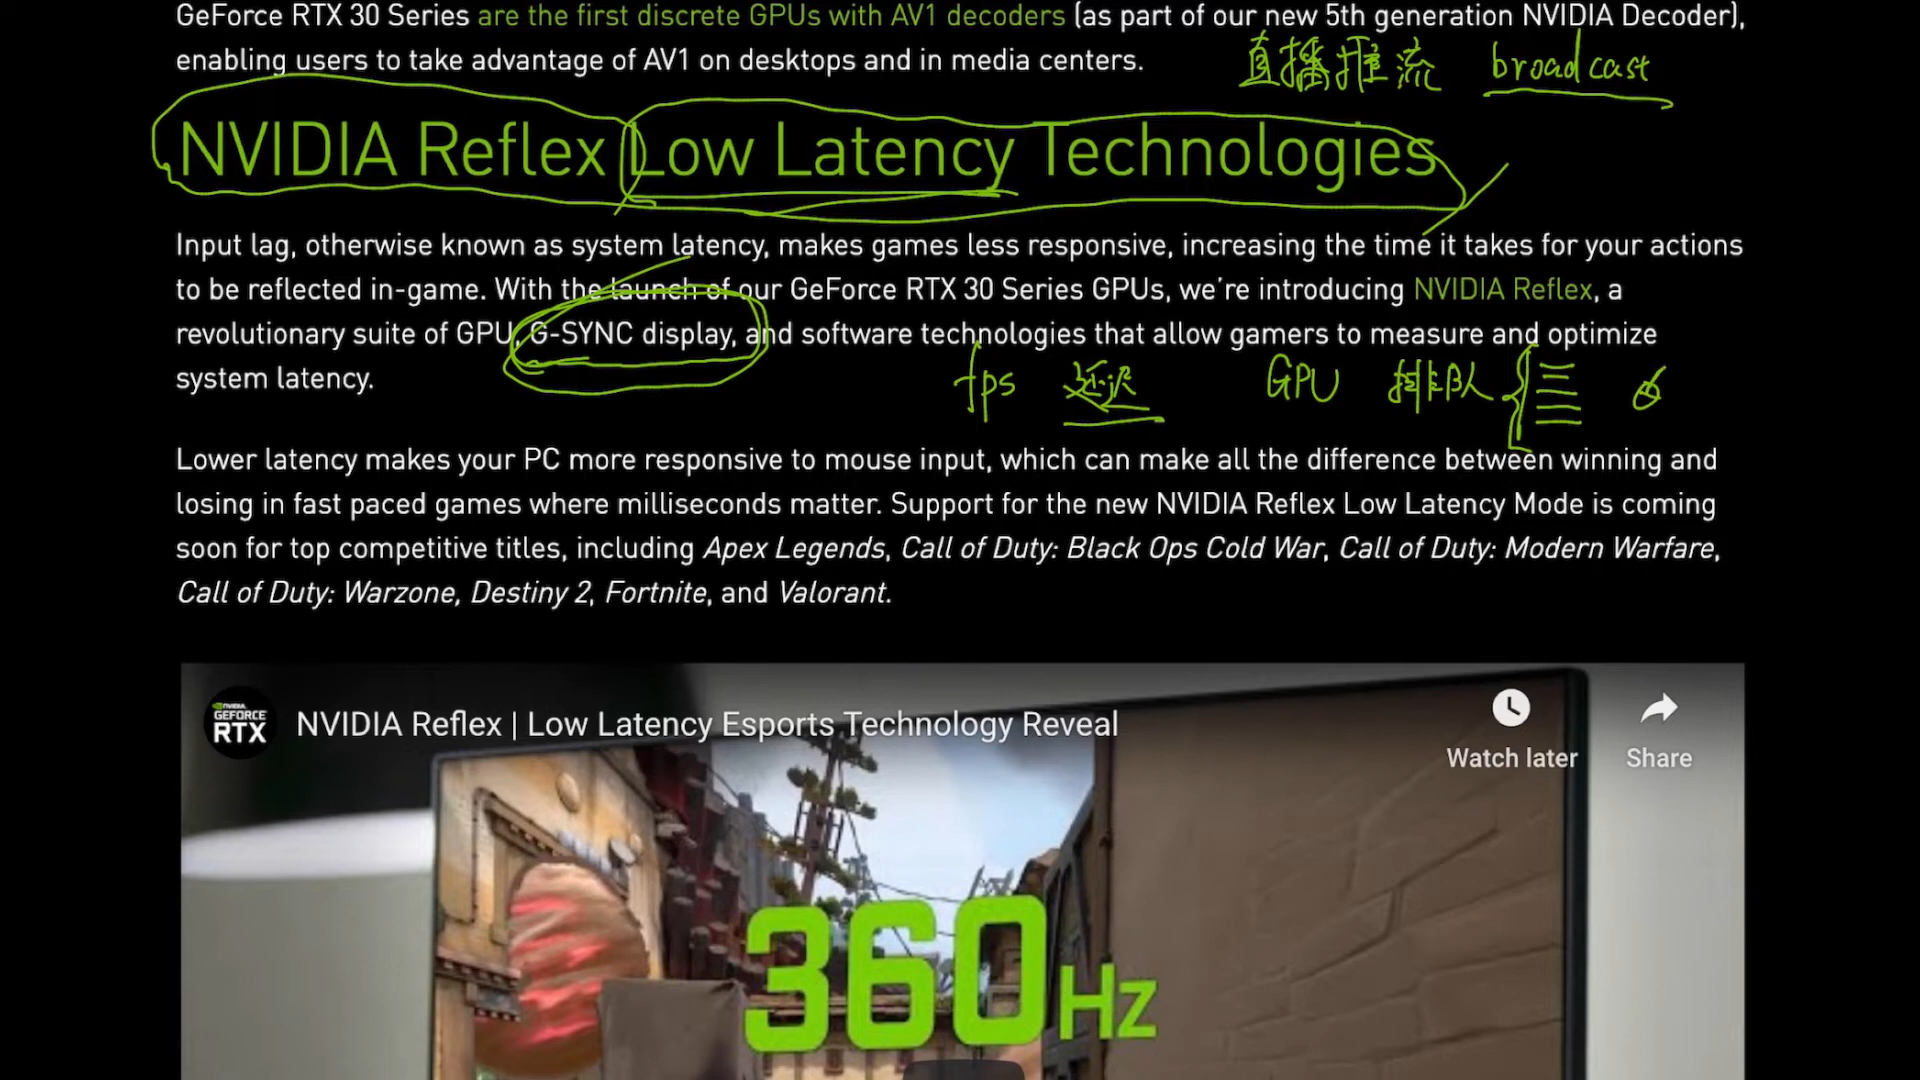 GeForce RTX 30 Series are the first discrete GPUs with AV1 decoders (as part of our new 5th generation NVIDIA Decoder),
enabling users to take advantage of AV1 on desktops and in media centers.
直播推流 broadcast
NVIDIA Reflex Low Latency Technologies
Input lag, otherwise known as system latency, makes games less responsive, increasing the time it takes for your actions
to be reflected in-game. With the launch of our GeForce RTX 30 Series GPUs, we're introducing NVIDIA Reflex, a
revolutionary suite of GPU, G-SYNC display, and software technologies that allow gamers to measure and optimize
system latency.
fps 延迟 GPU 排队
Lower latency makes your PC more responsive to mouse input, which can make all the difference between winning and
losing in fast paced games where milliseconds matter. Support for the new NVIDIA Reflex Low Latency Mode is coming
soon for top competitive titles, including Apex Legends, Call of Duty: Black Ops Cold War, Call of Duty: Modern Warfare,
Call of Duty: Warzone, Destiny 2, Fortnite, and Valorant.
NVIDIA
GEFORCE
RTX
NVIDIA Reflex | Low Latency Esports Technology Reveal
Watch later
Share
360Hz